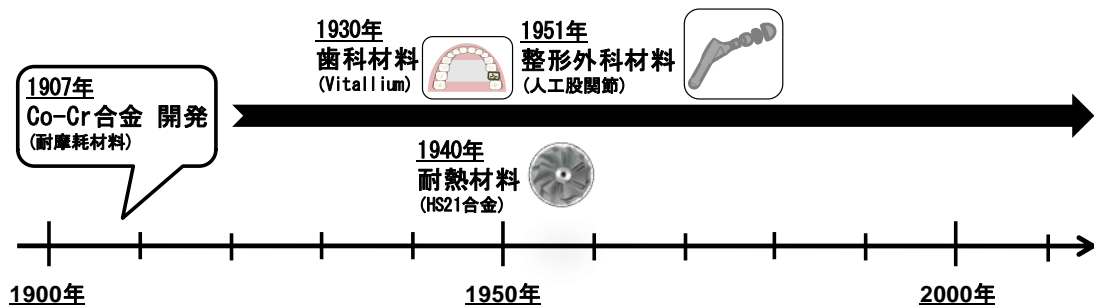 1907年
Co-Cr合金 開発
(耐摩耗材料)
1930年
歯科材料
(Vitallium)
1951年
整形外科材料
(人工股関節)
1940年
耐熱材料
(HS21合金)
1900年
1950年
2000年